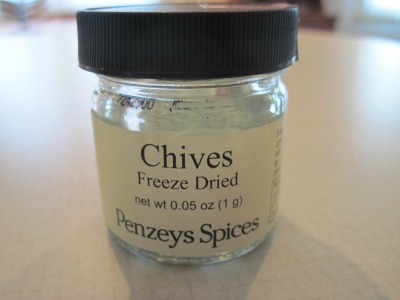 Chives
Freeze Dried
net wt 0.05 oz (1 g)
Penzeys Spices